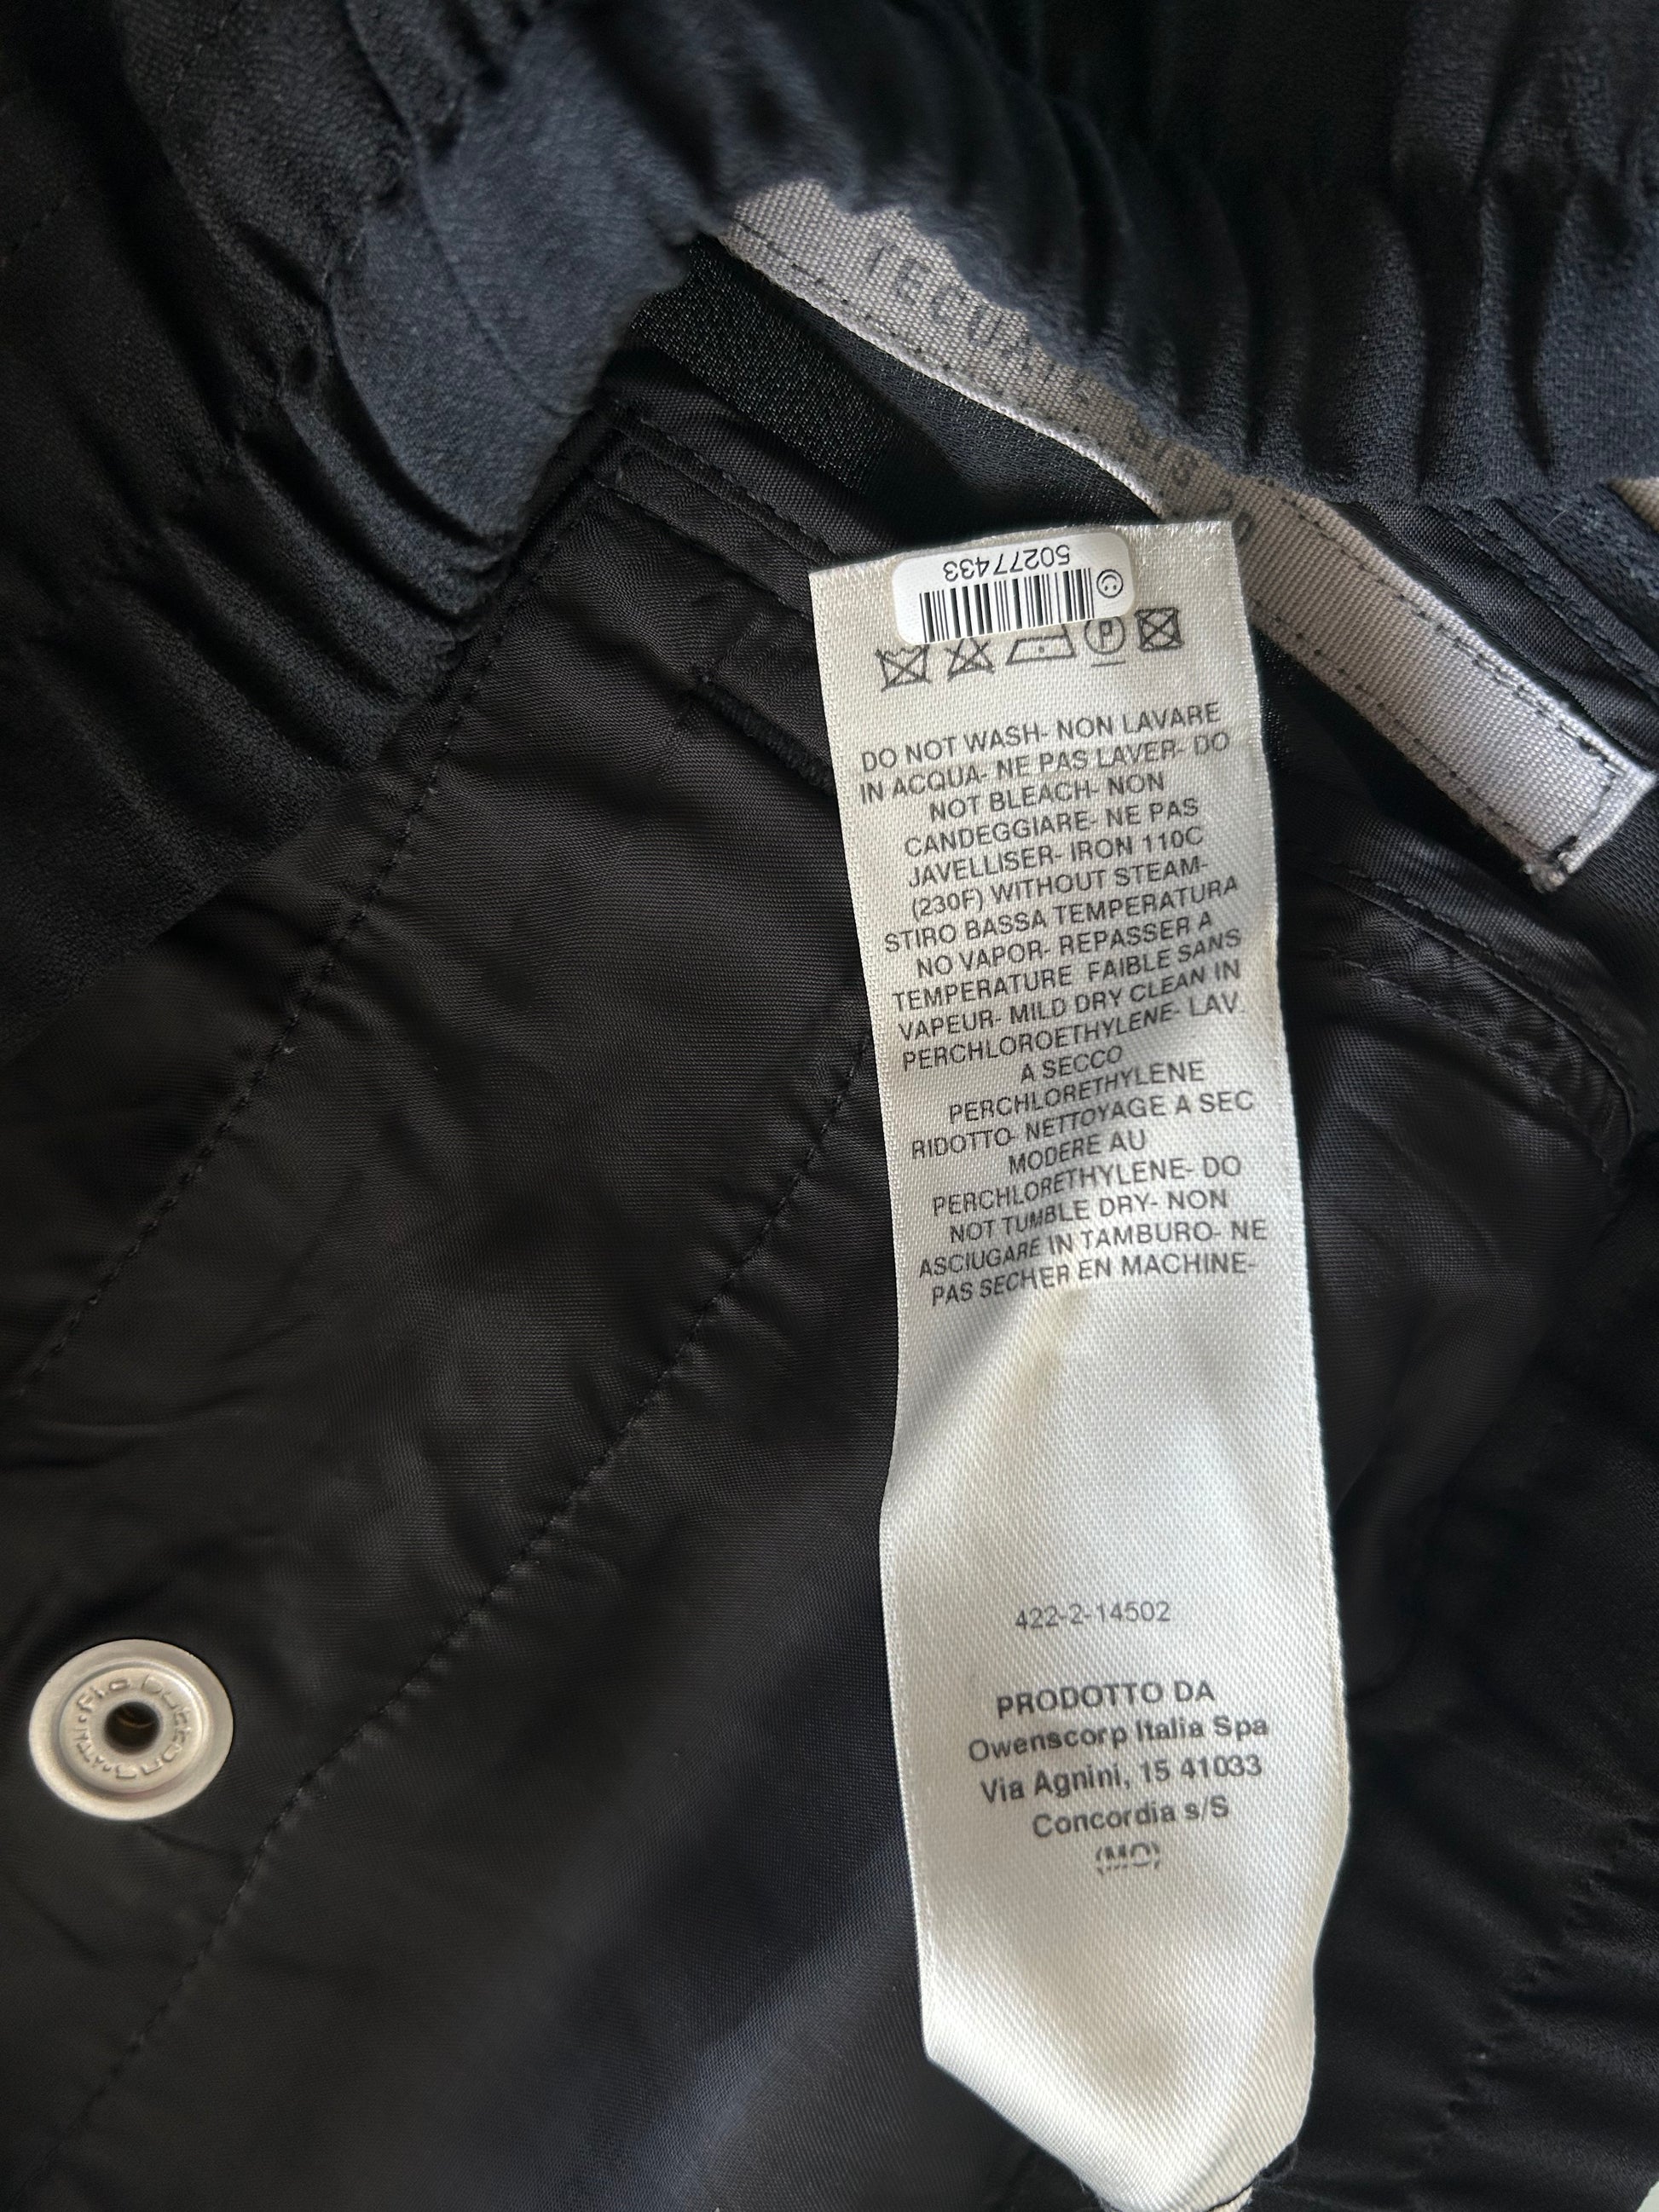 50277433
DO NOT WASH- NON LAVARE
IN ACQUA- NE PAS LAVER- DO
NOT BLEACH- NON
CANDEGGIARE- NE PAS
JAVELLISER- IRON 110C
(230F) WITHOUT STEAM-
STIRO BASSA TEMPERATURA
NO VAPOR- REPASSER A
TEMPERATURE FAIBLE SANS
VAPEUR- MILD DRY CLEAN IN
PERCHLOROETHYLENE- LAV.
A SECCO
PERCHLORETHYLENE
RIDOTTO- NETTOYAGE A SEC
MODERE AU
PERCHLORETHYLENE- DO
NOT TUMBLE DRY- NON
ASCIUGARE IN TAMBURO- NE
PAS SECHER EN MACHINE-
422-2-14502
PRODOTTO DA
Owenscorp Italia Spa
Via Agnini, 15 41033
Concordia s/S
(MO)